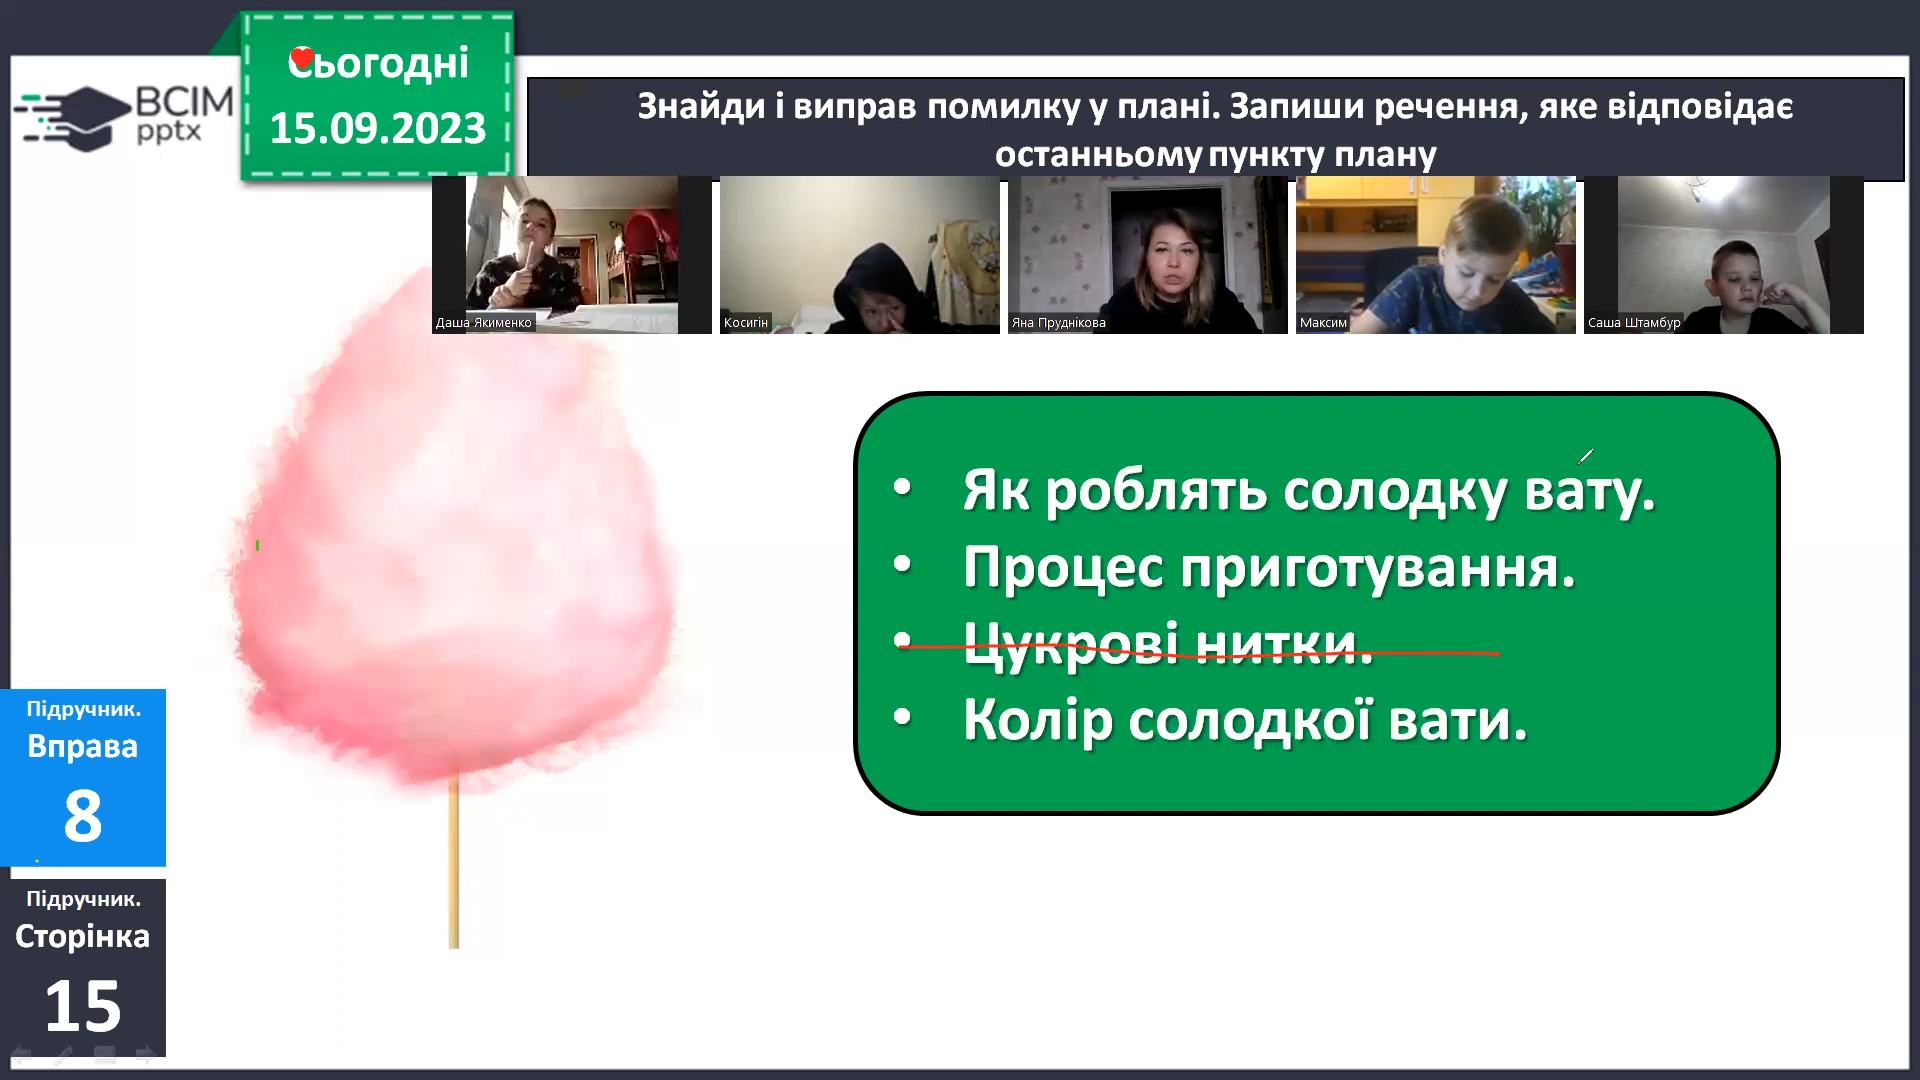 Сьогодні
15.09.2023
ВСІМ
pptx
Знайди і виправ помилку у плані. Запиши речення, яке відповідає
останньому пункту плану
Даша Якименко
Косигін
Яна Пруднікова
Максим
Саша Штамбур
• Як роблять солодку вату.
• Процес приготування.
• Цукрові нитки.
• Колір солодкої вати.
Підручник.
Вправа
8
Підручник.
Сторінка
15